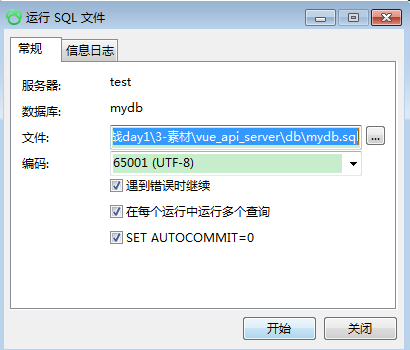 运行 SQL 文件
常规
信息日志
服务器: test
数据库: mydb
文件: 战day1\3-素材\vue_api_server\db\mydb.sql ...
编码: 65001 (UTF-8)
遇到错误时继续
在每个运行中运行多个查询
SET AUTOCOMMIT=0
开始
关闭